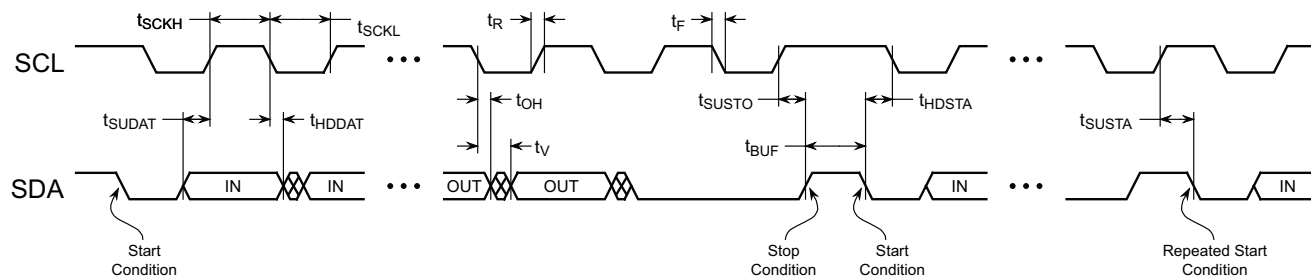 tSCKH
tSCKL
tR
tF
SCL
tOH
tSUSTO
tHDSTA
tSUDAT
tHDDAT
tSUSTA
tV
tBUF
SDA
IN
IN
OUT
OUT
IN
IN
Start
Condition
Stop
Condition
Start
Condition
Repeated Start
Condition